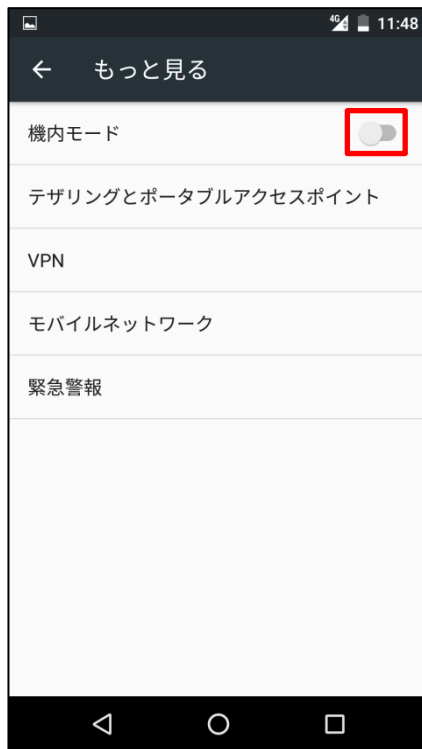 4G 11:48
もっと見る
機内モード
テザリングとポータブルアクセスポイント
VPN
モバイルネットワーク
緊急警報